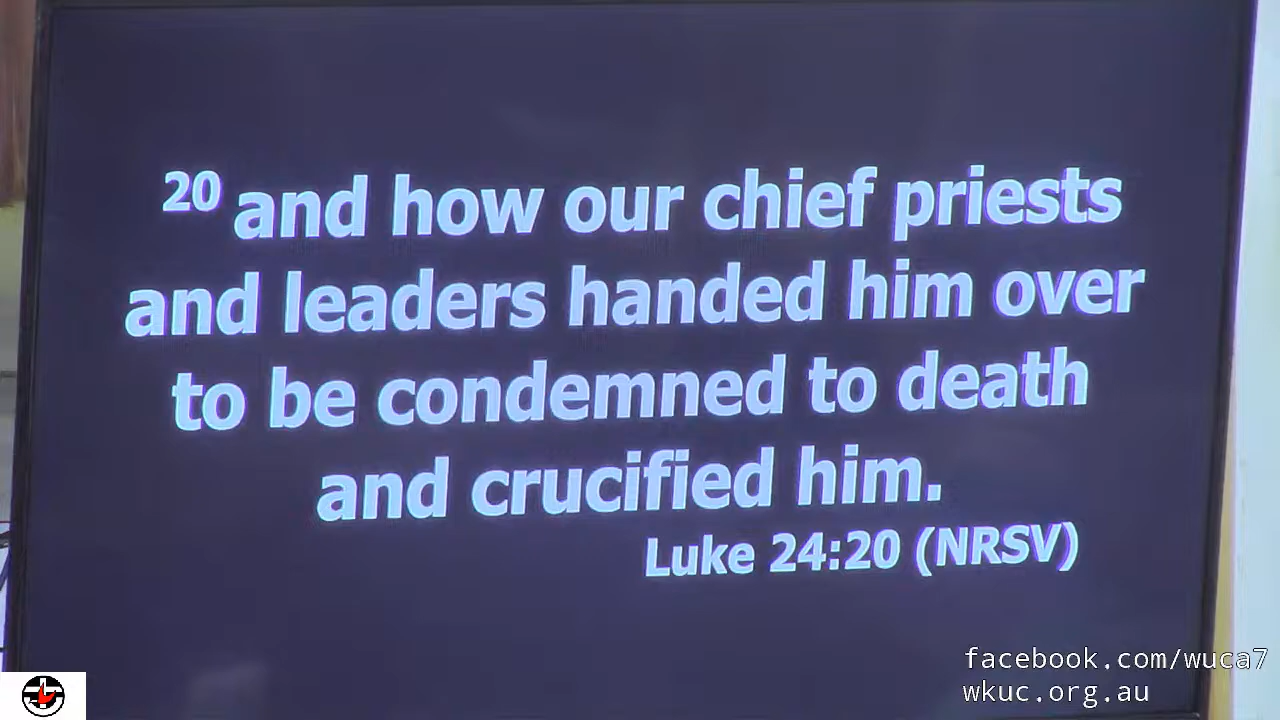 20 and how our chief priests
and leaders handed him over
to be condemned to death
and crucified him.
Luke 24:20 (NRSV)
facebook.com/wuca7
wkuc.org.au